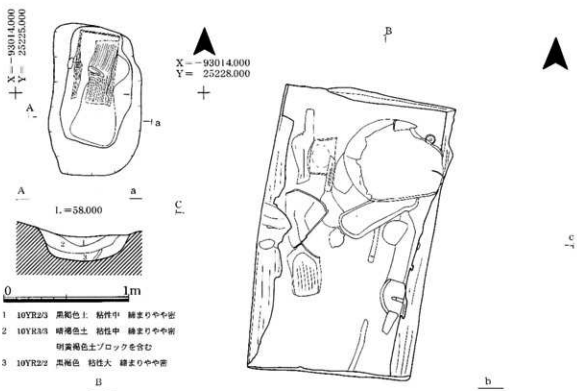 X=-93014.000
Y= 25225.000
X=-93014.000
Y= 25228.000
B
A
a
A
a
C
L=58.000
c
2
1
3
0
1m
1 10YR2/3 黒褐色土 粘性中 締まりやや密
2 10YR3/3 暗褐色土 粘性中 締まりやや密
明黄褐色土ブロックを含む
3 10YR2/2 黒褐色 粘性大 締まりやや密
B
b